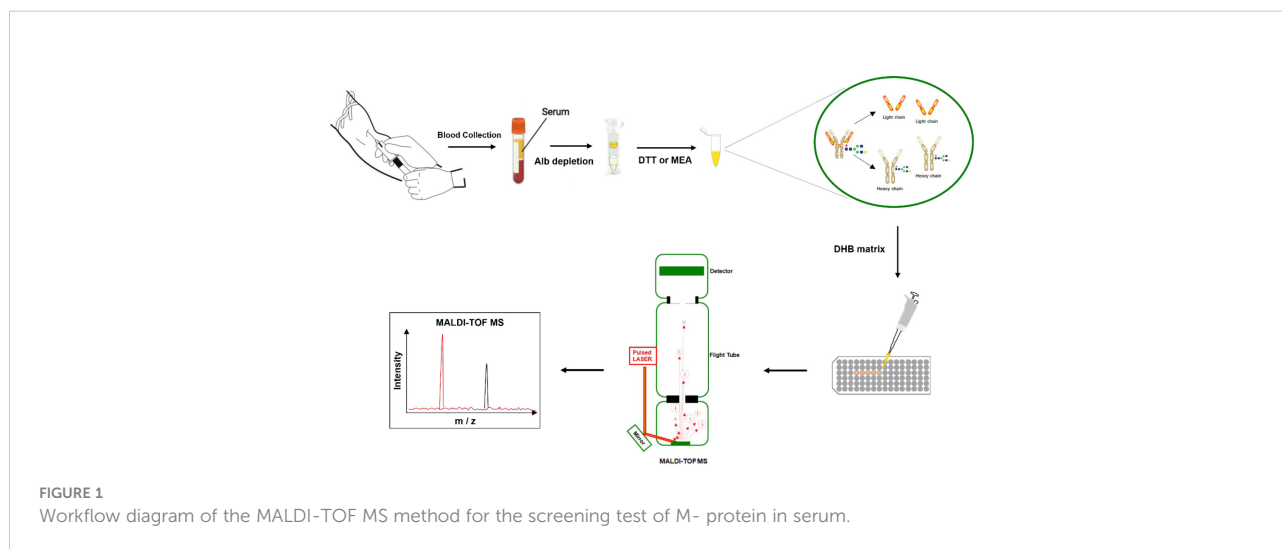 Blood Collection
Serum
Alb depletion
DTT or MEA
Light chain
Light chain
Heavy chain
Heavy chain
DHB matrix
Detector
Flight Tube
Pulsed
LASER
Mirror
MALDI-TOF MS
MALDI-TOF MS
Intensity
m / z
FIGURE 1
Workflow diagram of the MALDI-TOF MS method for the screening test of M- protein in serum.